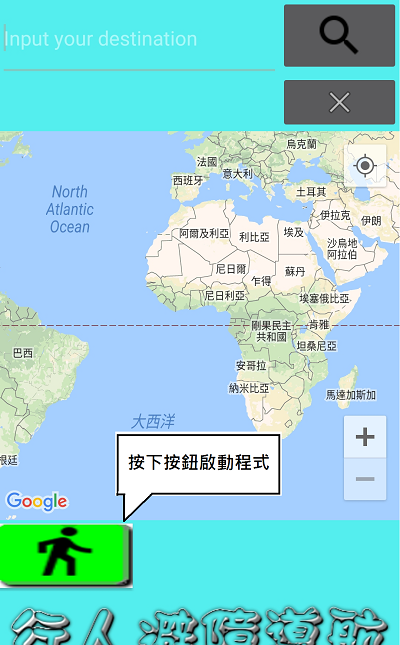 Input your destination
烏克蘭
法國
意大利
西班牙
土耳其
North
Atlantic
Ocean
伊拉克
伊朗
阿爾及利亞
利比亞
埃及
沙烏地
阿拉伯
尼日爾
乍得
蘇丹
尼日利亞
埃塞俄比亞
剛果民主
共和國
肯雅
巴西
坦桑尼亞
安哥拉
納米比亞
馬達加斯加
大西洋
根廷
按下按鈕啟動程式
Google
行人深度導航